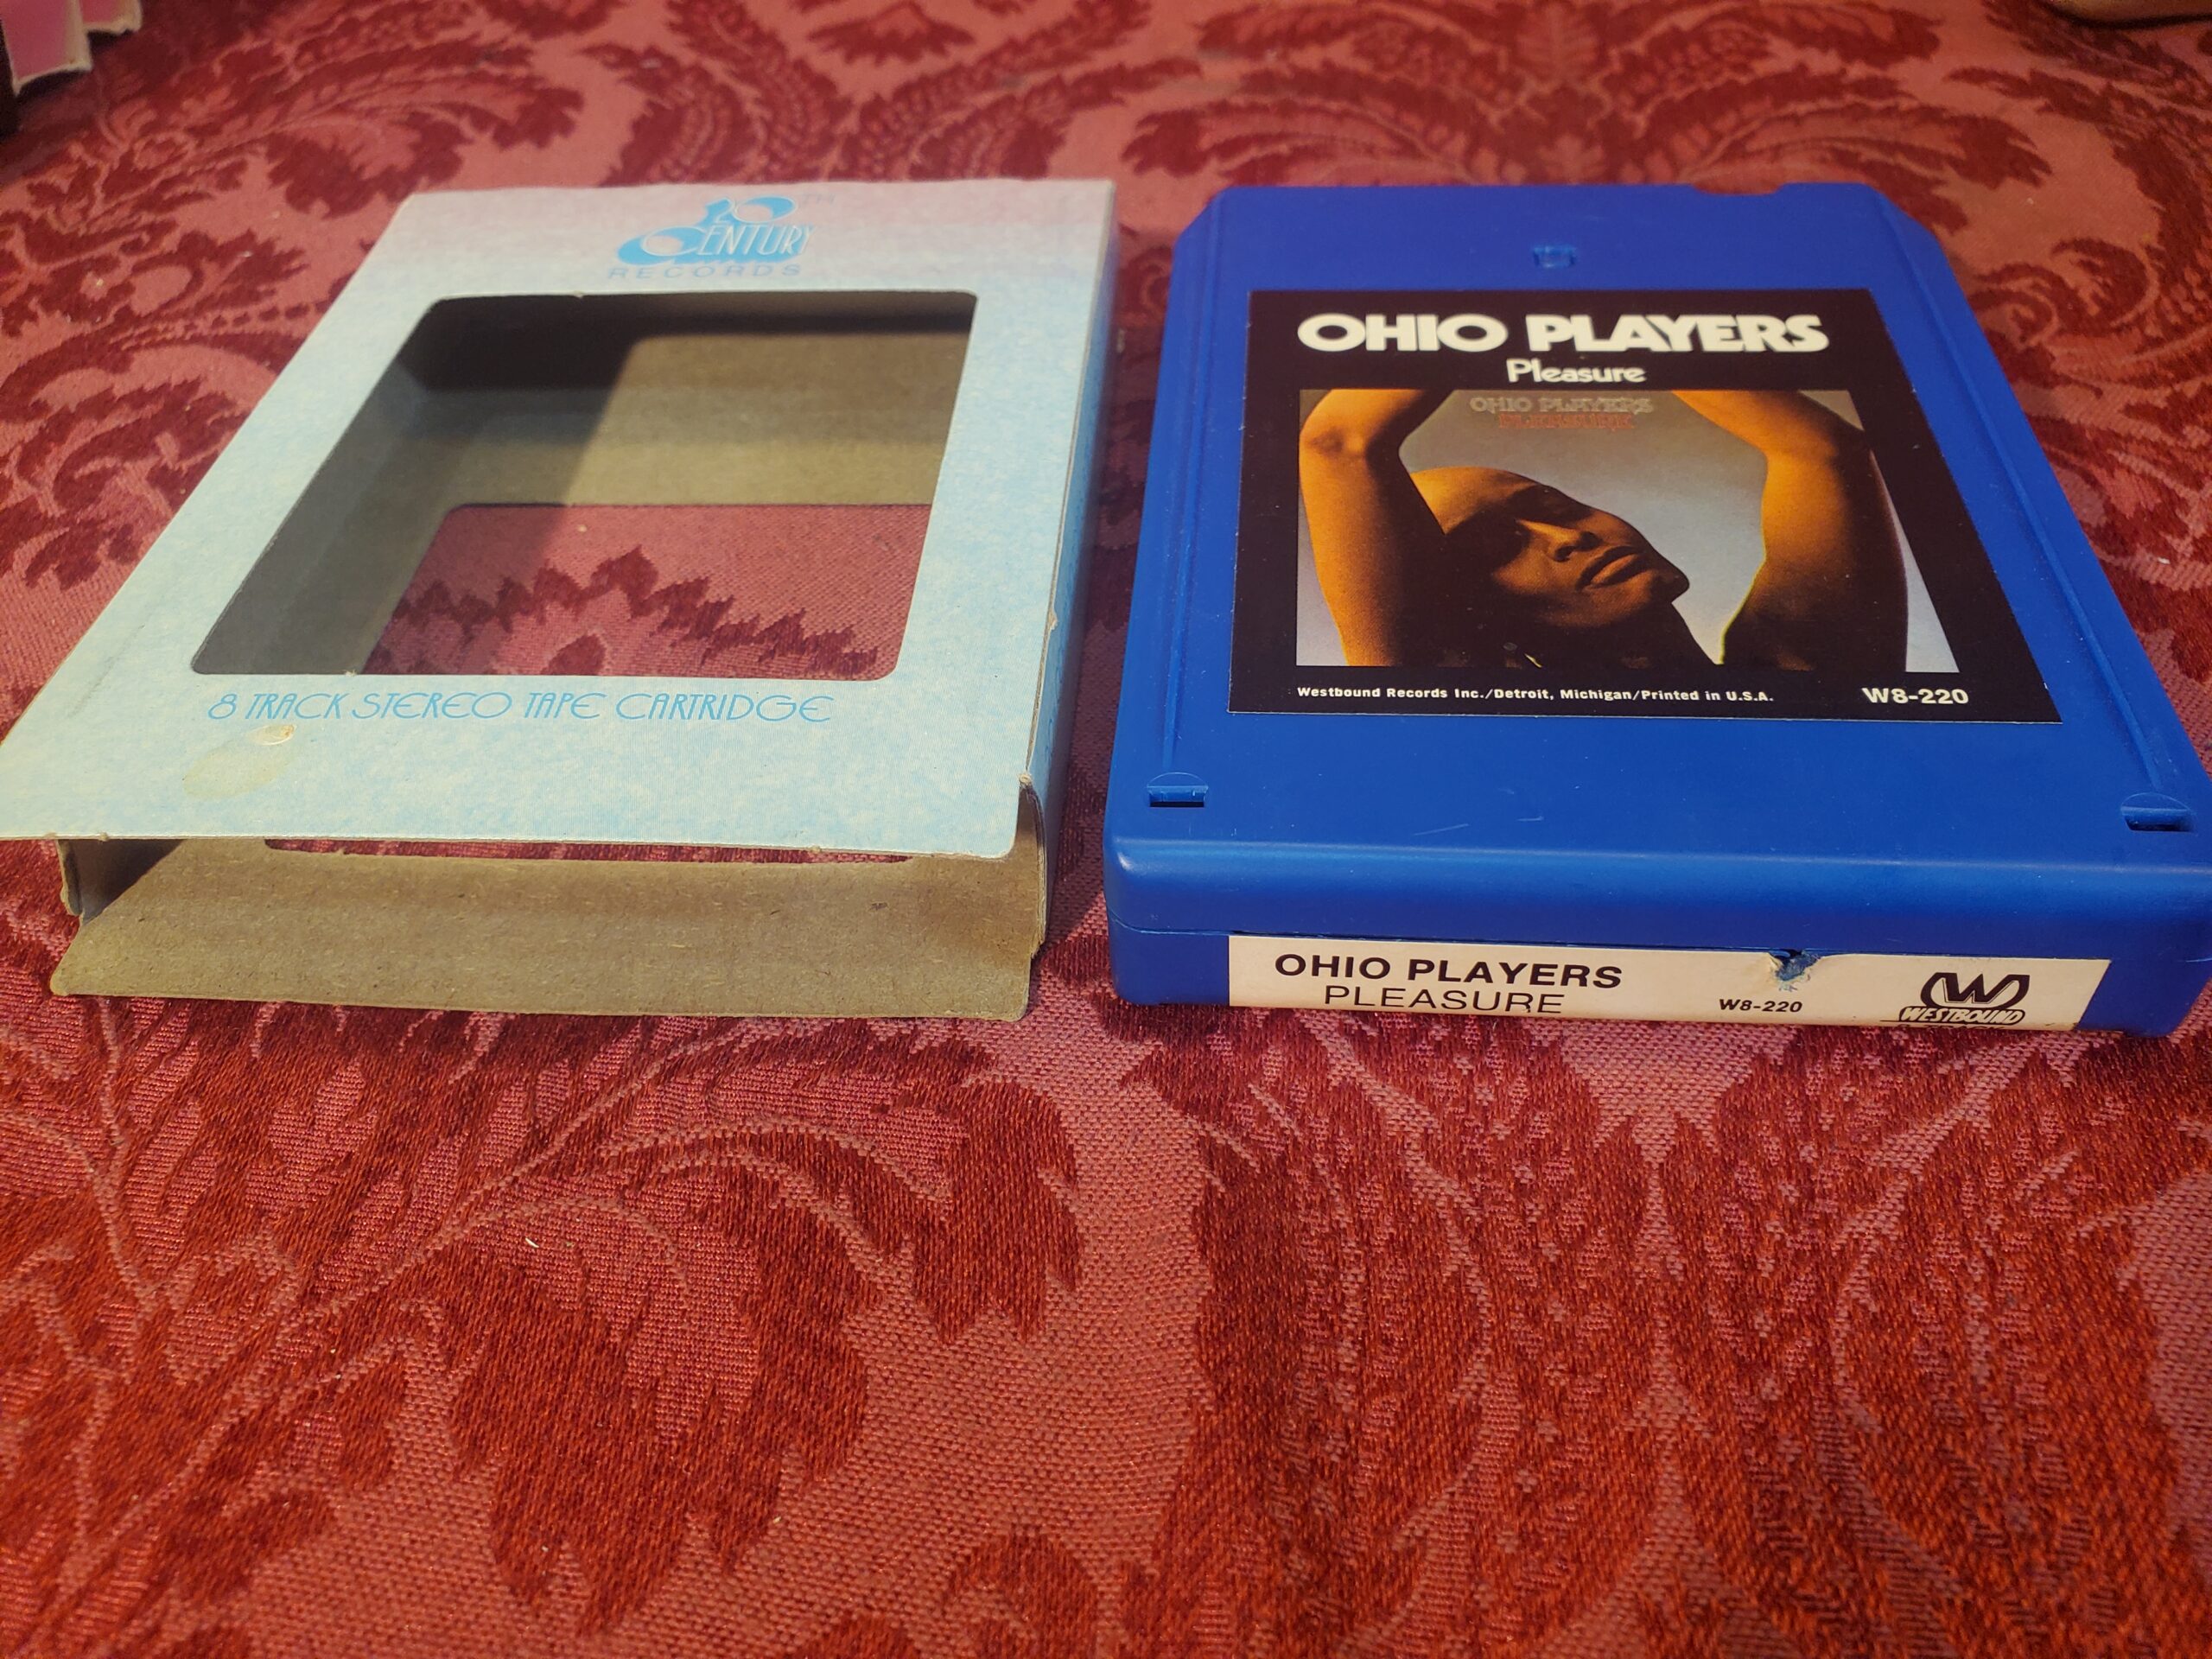 20TH
CENTURY
RECORDS
8 TRACK STEREO TAPE CARTRIDGE
OHIO PLAYERS
Pleasure
OHIO PLAYERS
PLEASURE
Westbound Records Inc./Detroit, Michigan/Printed in U.S.A. W8-220
OHIO PLAYERS
PLEASURE
W8-220
W
WESTBOUND